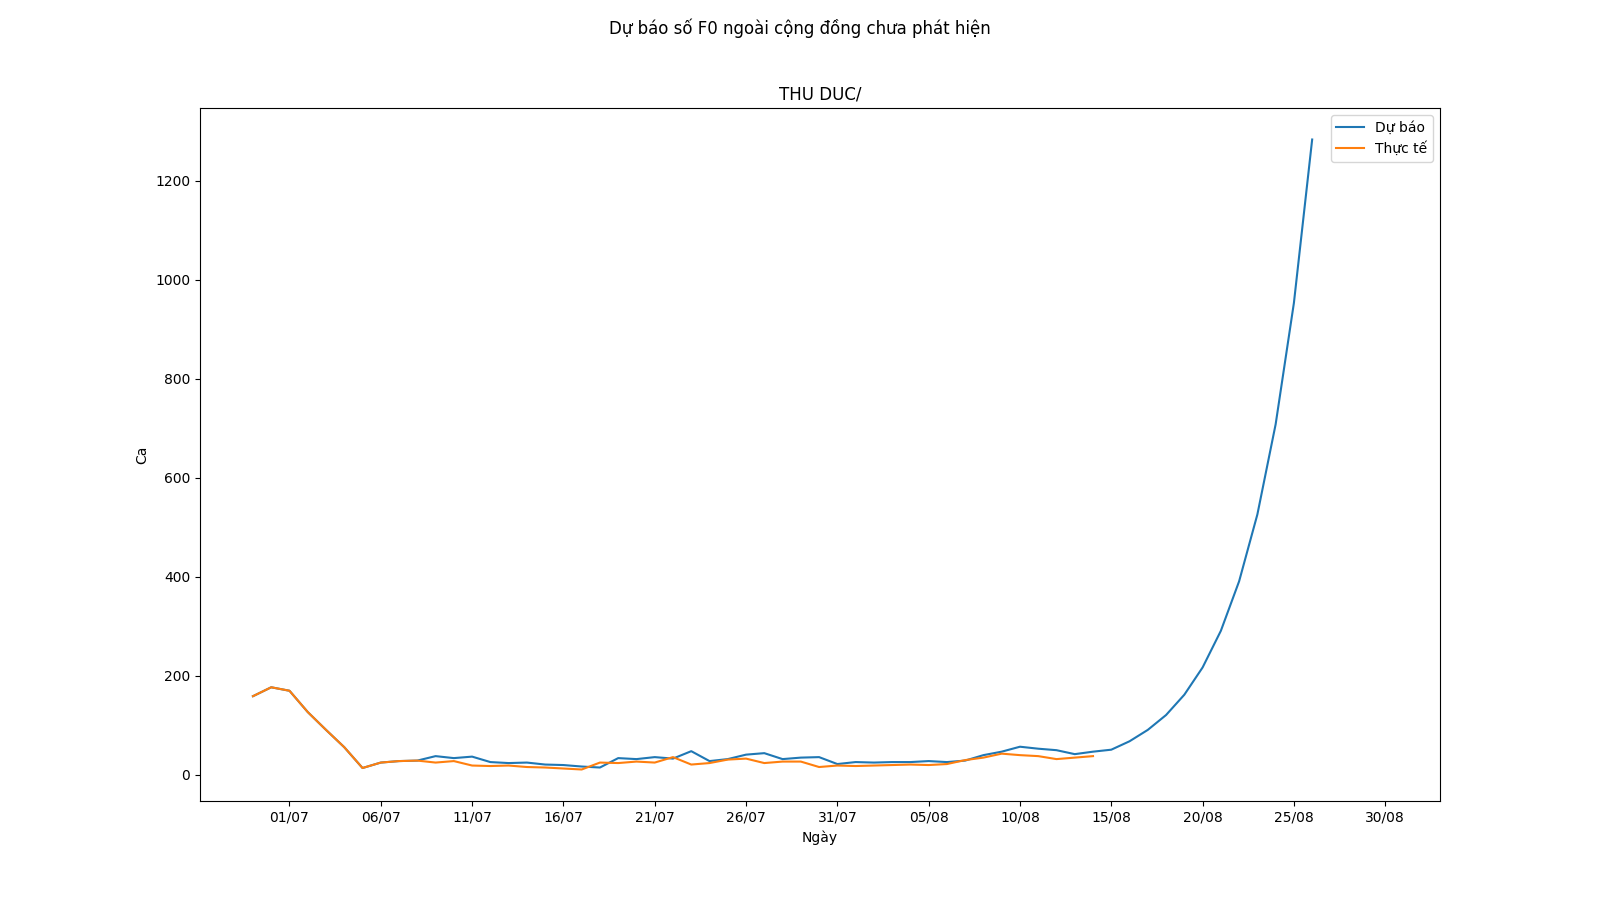 Dự báo số F0 ngoài cộng đồng chưa phát hiện
THU DUC/
Dự báo
Thực tế
1200
1000
800
600
400
200
0
Ca
01/07 06/07 11/07 16/07 21/07 26/07 31/07 05/08 10/08 15/08 20/08 25/08 30/08
Ngày